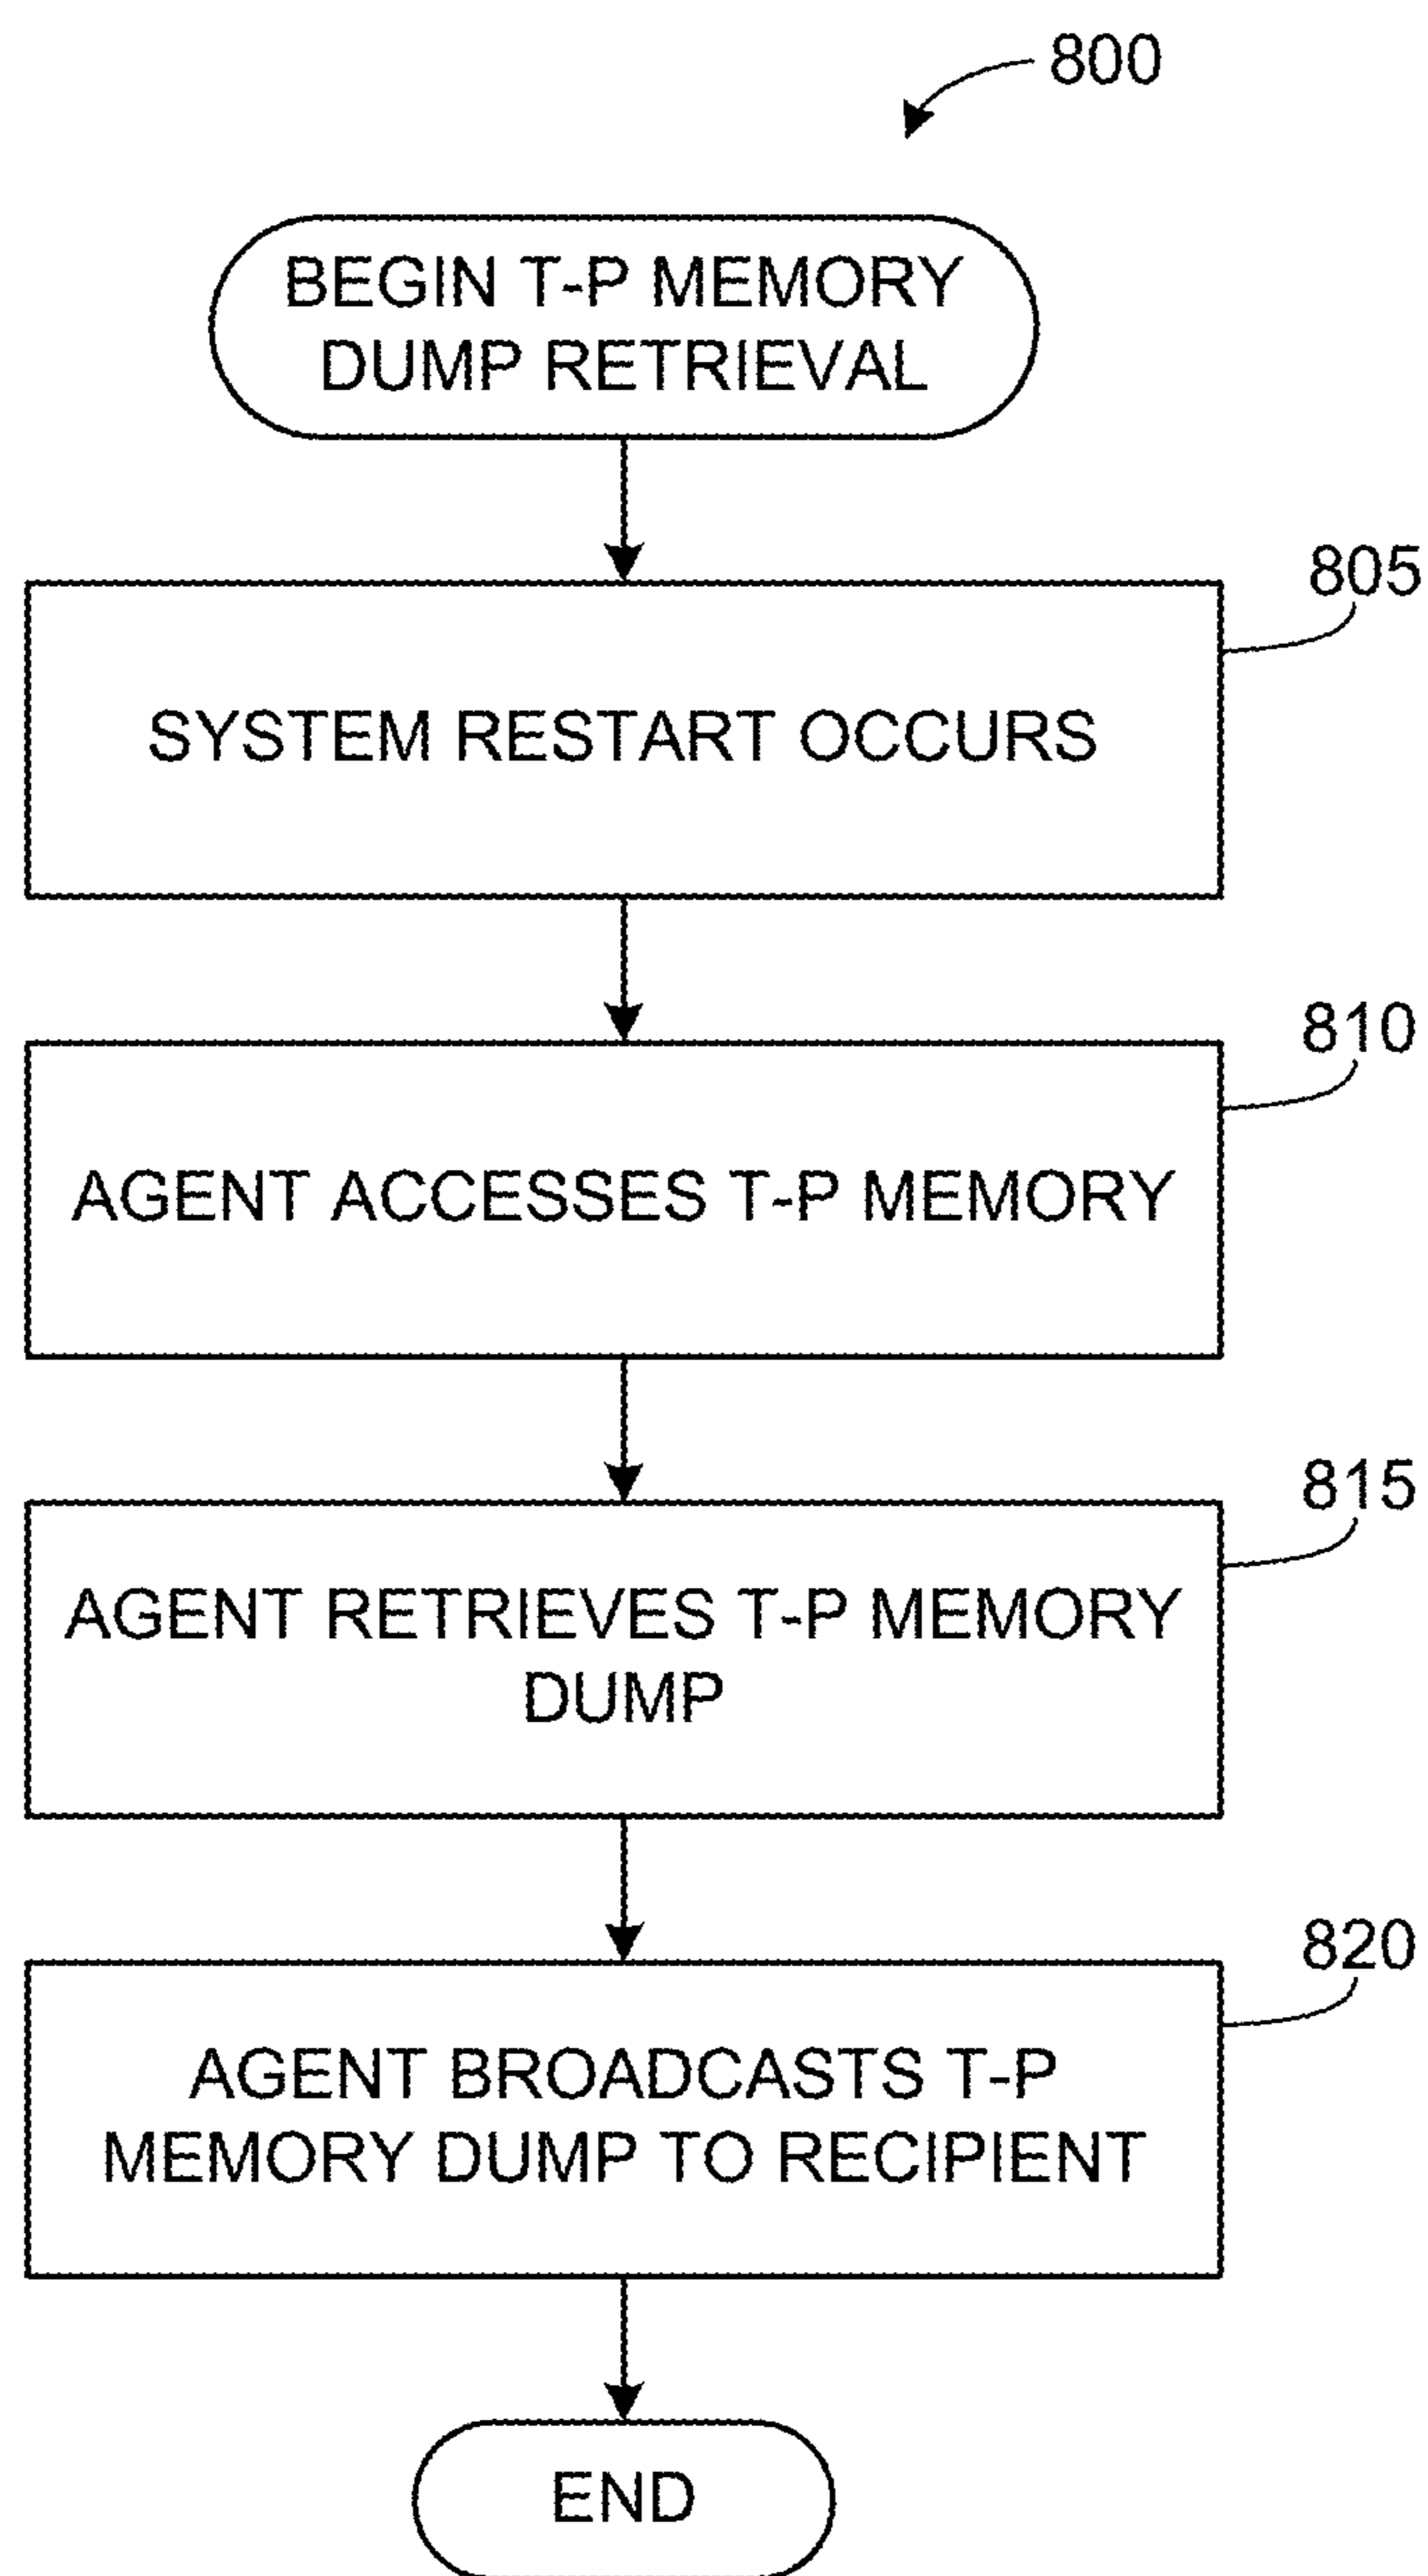 800
BEGIN T-P MEMORY
DUMP RETRIEVAL
805
SYSTEM RESTART OCCURS
810
AGENT ACCESSES T-P MEMORY
815
AGENT RETRIEVES T-P MEMORY
DUMP
820
AGENT BROADCASTS T-P
MEMORY DUMP TO RECIPIENT
END